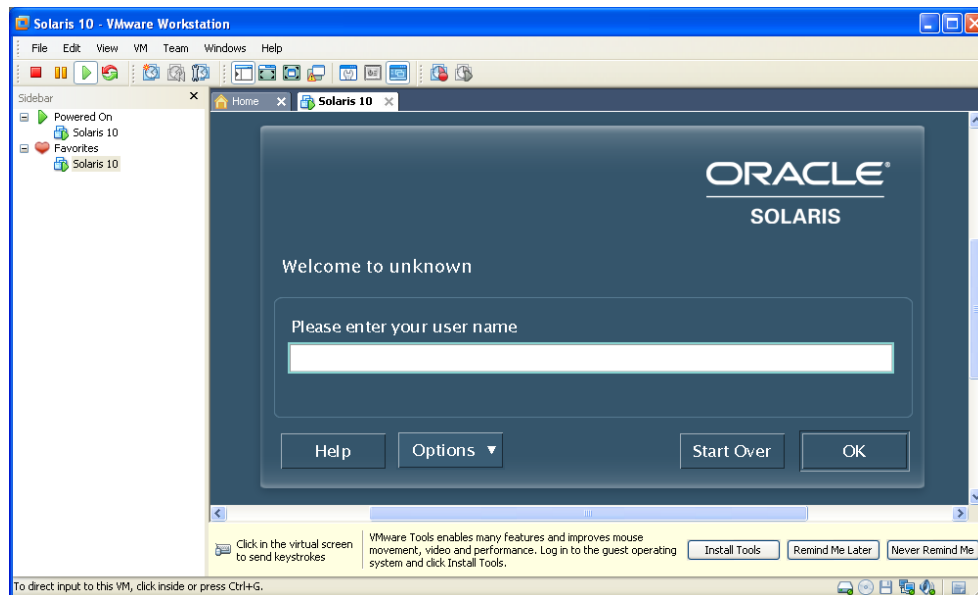 Solaris 10 - VMware Workstation
File Edit View VM Team Windows Help
Sidebar
Powered On
Solaris 10
Favorites
Solaris 10
Home Solaris 10
ORACLE®
SOLARIS
Welcome to unknown
Please enter your user name
Help Options Start Over OK
Click in the virtual screen
to send keystrokes
VMware Tools enables many features and improves mouse
movement, video and performance. Log in to the guest operating
system and click Install Tools.
Install Tools Remind Me Later Never Remind Me
To direct input to this VM, click inside or press Ctrl+G.